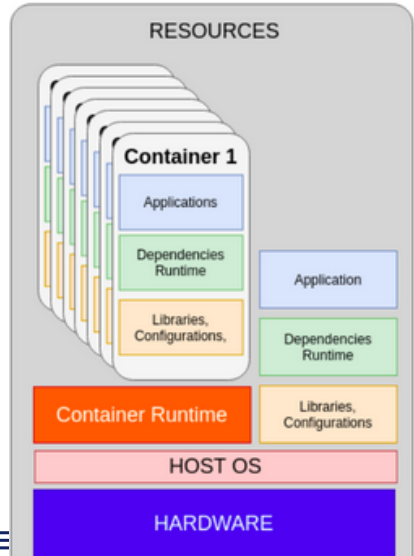 RESOURCES
Container 1
Applications
Dependencies
Runtime
Libraries,
Configurations,
Application
Dependencies
Runtime
Libraries,
Configurations
Container Runtime
HOST OS
HARDWARE